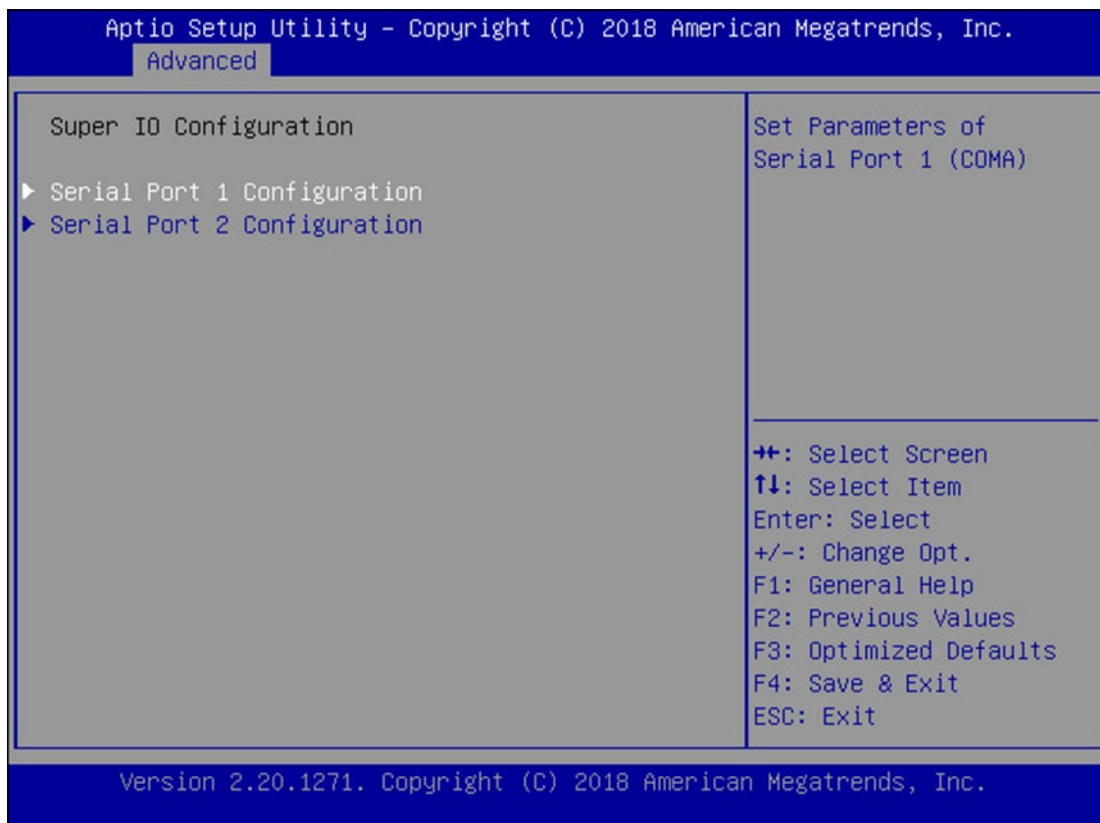 Aptio Setup Utility – Copyright (C) 2018 American Megatrends, Inc.
Advanced
Super IO Configuration
▶ Serial Port 1 Configuration
▶ Serial Port 2 Configuration
Set Parameters of
Serial Port 1 (COMA)
→←: Select Screen
↑↓: Select Item
Enter: Select
+/-: Change Opt.
F1: General Help
F2: Previous Values
F3: Optimized Defaults
F4: Save & Exit
ESC: Exit
Version 2.20.1271. Copyright (C) 2018 American Megatrends, Inc.